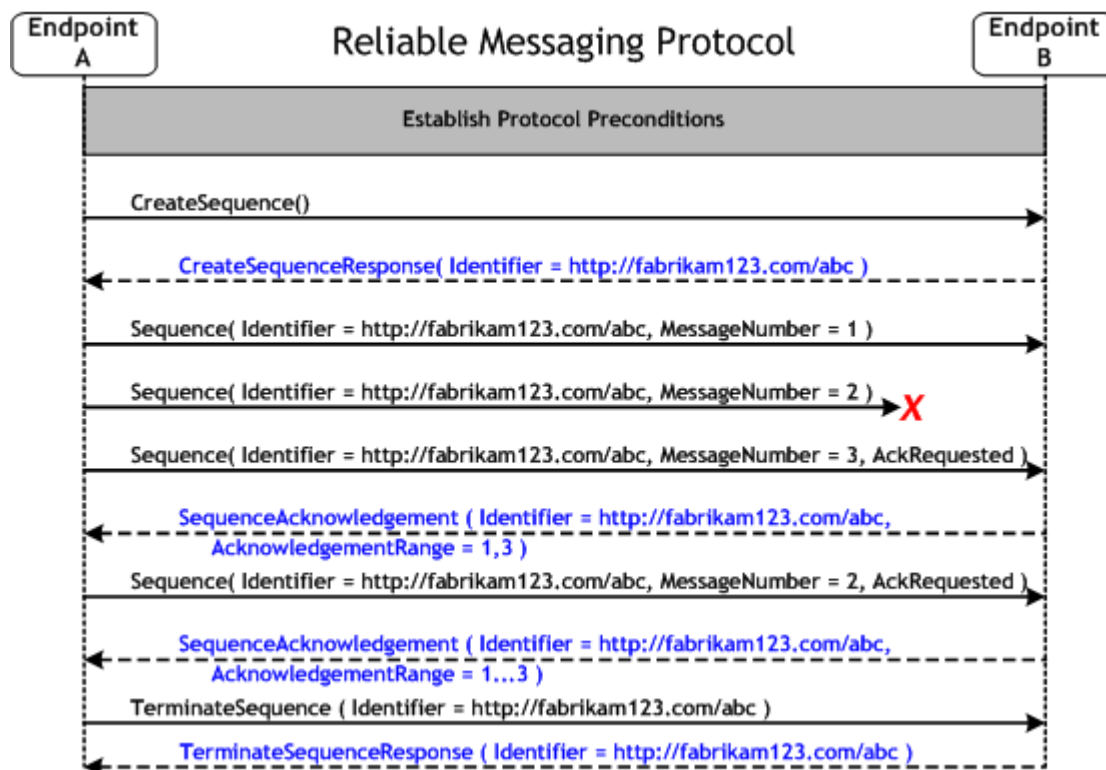 Endpoint
A
Reliable Messaging Protocol
Endpoint
B
Establish Protocol Preconditions
CreateSequence()
CreateSequenceResponse( Identifier = http://fabrikam123.com/abc )
Sequence( Identifier = http://fabrikam123.com/abc, MessageNumber = 1 )
Sequence( Identifier = http://fabrikam123.com/abc, MessageNumber = 2 )
X
Sequence( Identifier = http://fabrikam123.com/abc, MessageNumber = 3, AckRequested )
SequenceAcknowledgement ( Identifier = http://fabrikam123.com/abc,
AcknowledgementRange = 1,3 )
Sequence( Identifier = http://fabrikam123.com/abc, MessageNumber = 2, AckRequested )
SequenceAcknowledgement ( Identifier = http://fabrikam123.com/abc,
AcknowledgementRange = 1...3 )
TerminateSequence ( Identifier = http://fabrikam123.com/abc )
TerminateSequenceResponse ( Identifier = http://fabrikam123.com/abc )